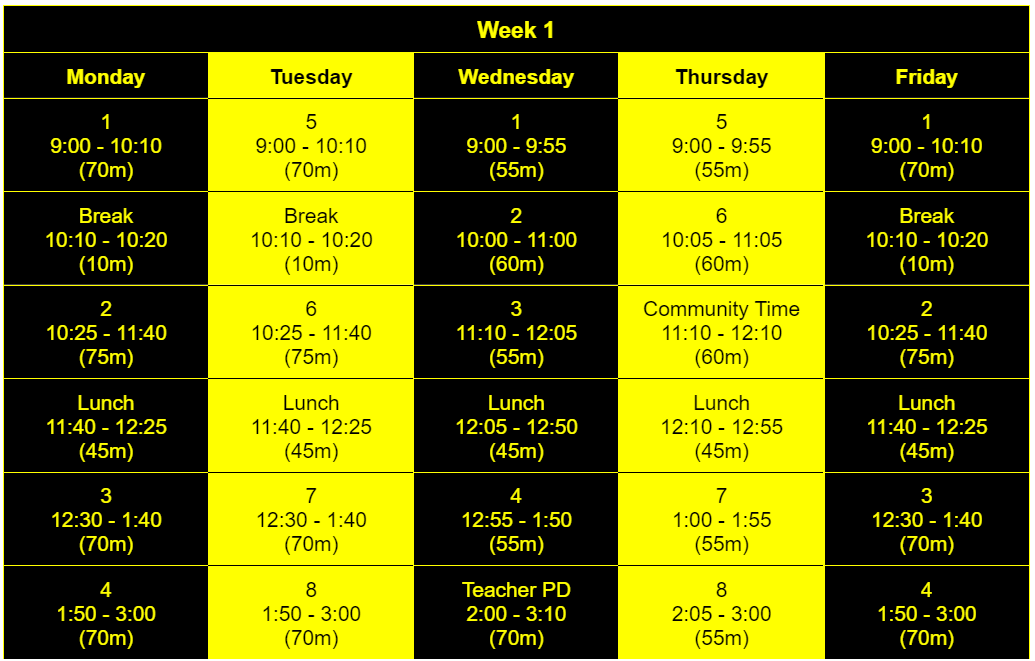 Week 1
Monday Tuesday Wednesday Thursday Friday
1 5 1 5 1
9:00 - 10:10 9:00 - 10:10 9:00 - 9:55 9:00 - 9:55 9:00 - 10:10
(70m) (70m) (55m) (55m) (70m)
Break Break 2 6 Break
10:10 - 10:20 10:10 - 10:20 10:00 - 11:00 10:05 - 11:05 10:10 - 10:20
(10m) (10m) (60m) (60m) (10m)
2 6 3 Community Time 2
10:25 - 11:40 10:25 - 11:40 11:10 - 12:05 11:10 - 12:10 10:25 - 11:40
(75m) (75m) (55m) (60m) (75m)
Lunch Lunch Lunch Lunch Lunch
11:40 - 12:25 11:40 - 12:25 12:05 - 12:50 12:10 - 12:55 11:40 - 12:25
(45m) (45m) (45m) (45m) (45m)
3 7 4 7 3
12:30 - 1:40 12:30 - 1:40 12:55 - 1:50 1:00 - 1:55 12:30 - 1:40
(70m) (70m) (55m) (55m) (70m)
4 8 Teacher PD 8 4
1:50 - 3:00 1:50 - 3:00 2:00 - 3:10 2:05 - 3:00 1:50 - 3:00
(70m) (70m) (70m) (55m) (70m)